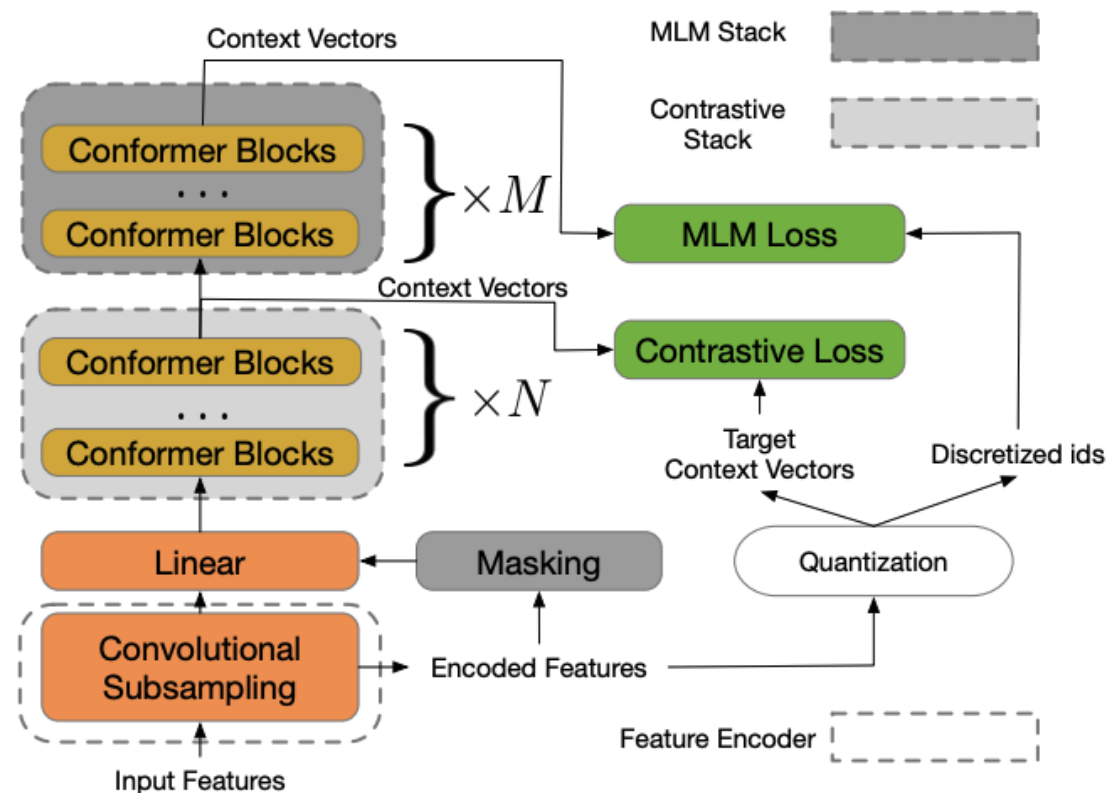 Context Vectors
MLM Stack
Contrastive
Stack
Conformer Blocks
. . .
Conformer Blocks
} × M
MLM Loss
Context Vectors
Contrastive Loss
Conformer Blocks
. . .
Conformer Blocks
} × N
Target
Context Vectors
Discretized ids
Linear
Masking
Quantization
Convolutional
Subsampling
Encoded Features
Feature Encoder
Input Features